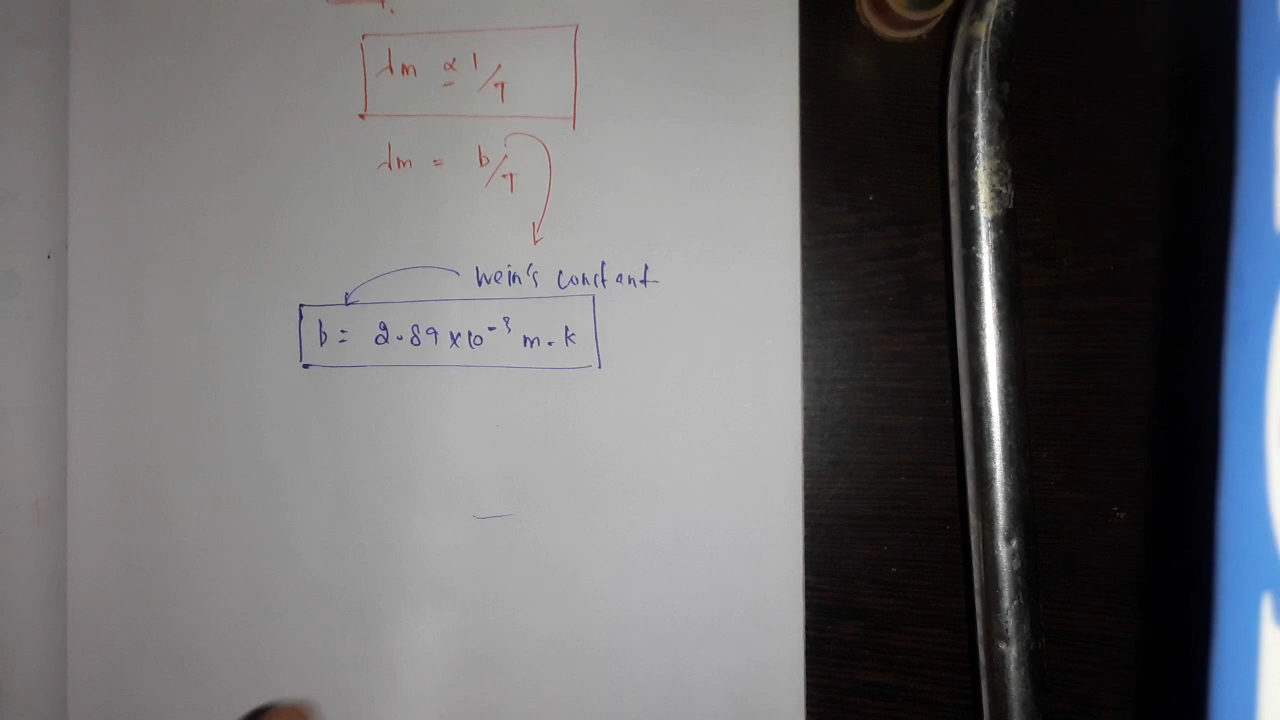 λm ∝ 1/T
λm = b/T
Wein's constant
b = 2.89 × 10⁻³ m.k